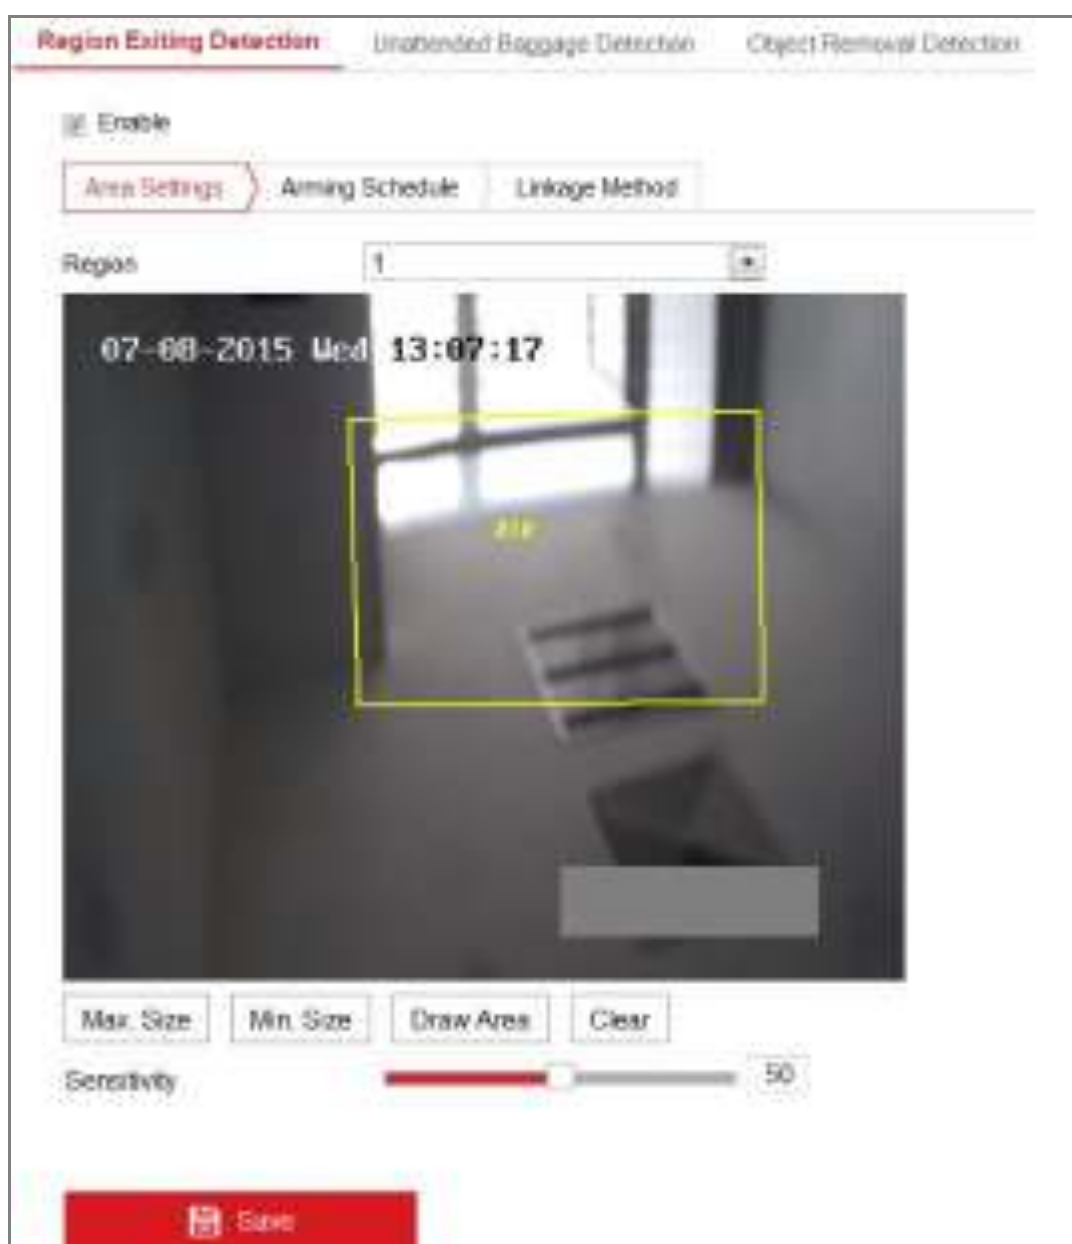 Region Exiting Detection Unattended Baggage Detection Object Removal Detection
Enable
Area Settings Arming Schedule Linkage Method
Region 1
07-08-2015 Wed 13:07:17
Max. Size Min. Size Draw Area Clear
Sensitivity 50
Save